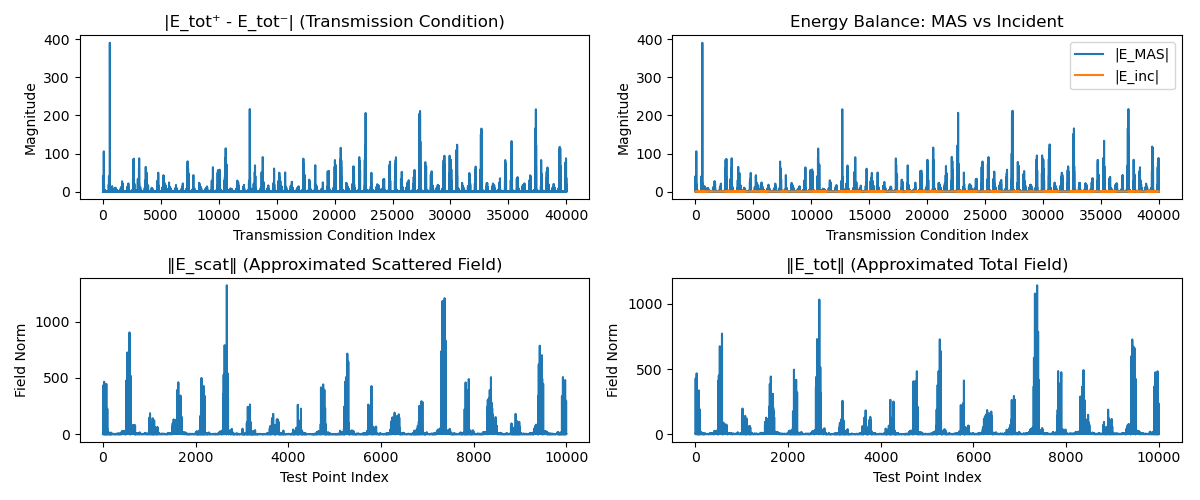 |E_tot⁺ - E_tot⁻| (Transmission Condition)
400
300
200
100
0
Magnitude
0 5000 10000 15000 20000 25000 30000 35000 40000
Transmission Condition Index
Energy Balance: MAS vs Incident
400
300
200
100
0
Magnitude
|E_MAS|
|E_inc|
0 5000 10000 15000 20000 25000 30000 35000 40000
Transmission Condition Index
‖E_scat‖ (Approximated Scattered Field)
1000
500
0
Field Norm
0 2000 4000 6000 8000 10000
Test Point Index
‖E_tot‖ (Approximated Total Field)
1000
500
0
Field Norm
0 2000 4000 6000 8000 10000
Test Point Index